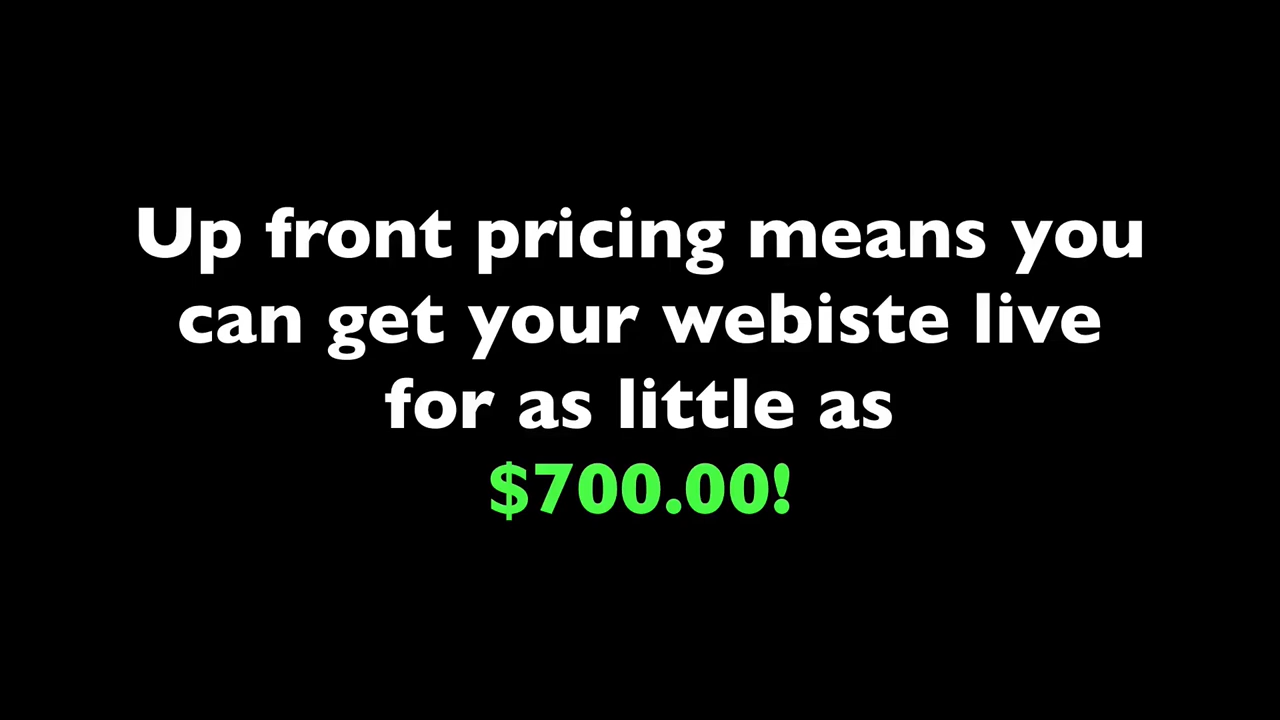 Up front pricing means you
can get your webiste live
for as little as
$700.00!